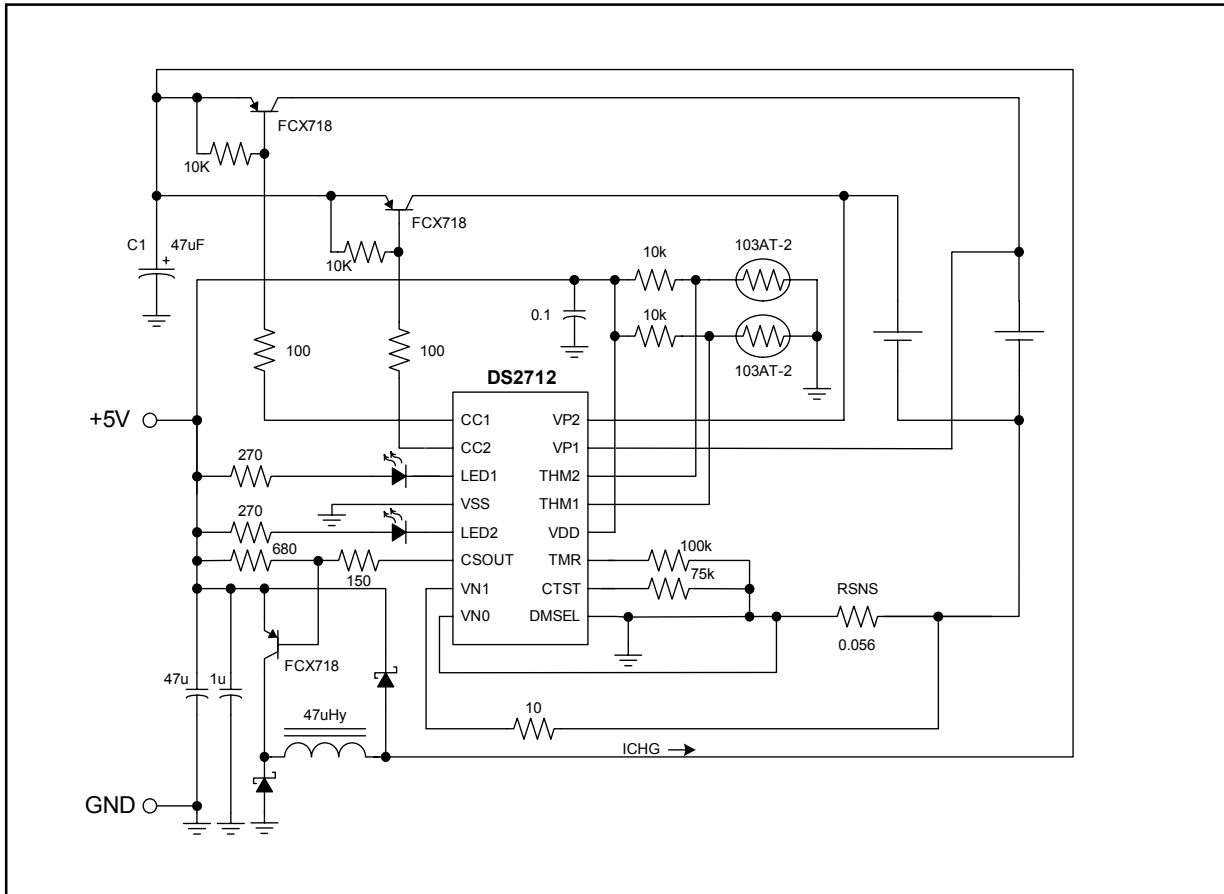 FCX718
10K
FCX718
10K
C1 47uF
+
103AT-2
10k
0.1
10k
103AT-2
100
100
DS2712
+5V
CC1
VP2
CC2
VP1
270
LED1
THM2
VSS
THM1
270
LED2
VDD
680
CSOUT
TMR
100k
150
75k
VN1
CTST
RSNS
VN0
DMSEL
0.056
FCX718
47u
1u
47uHy
10
ICHG
GND